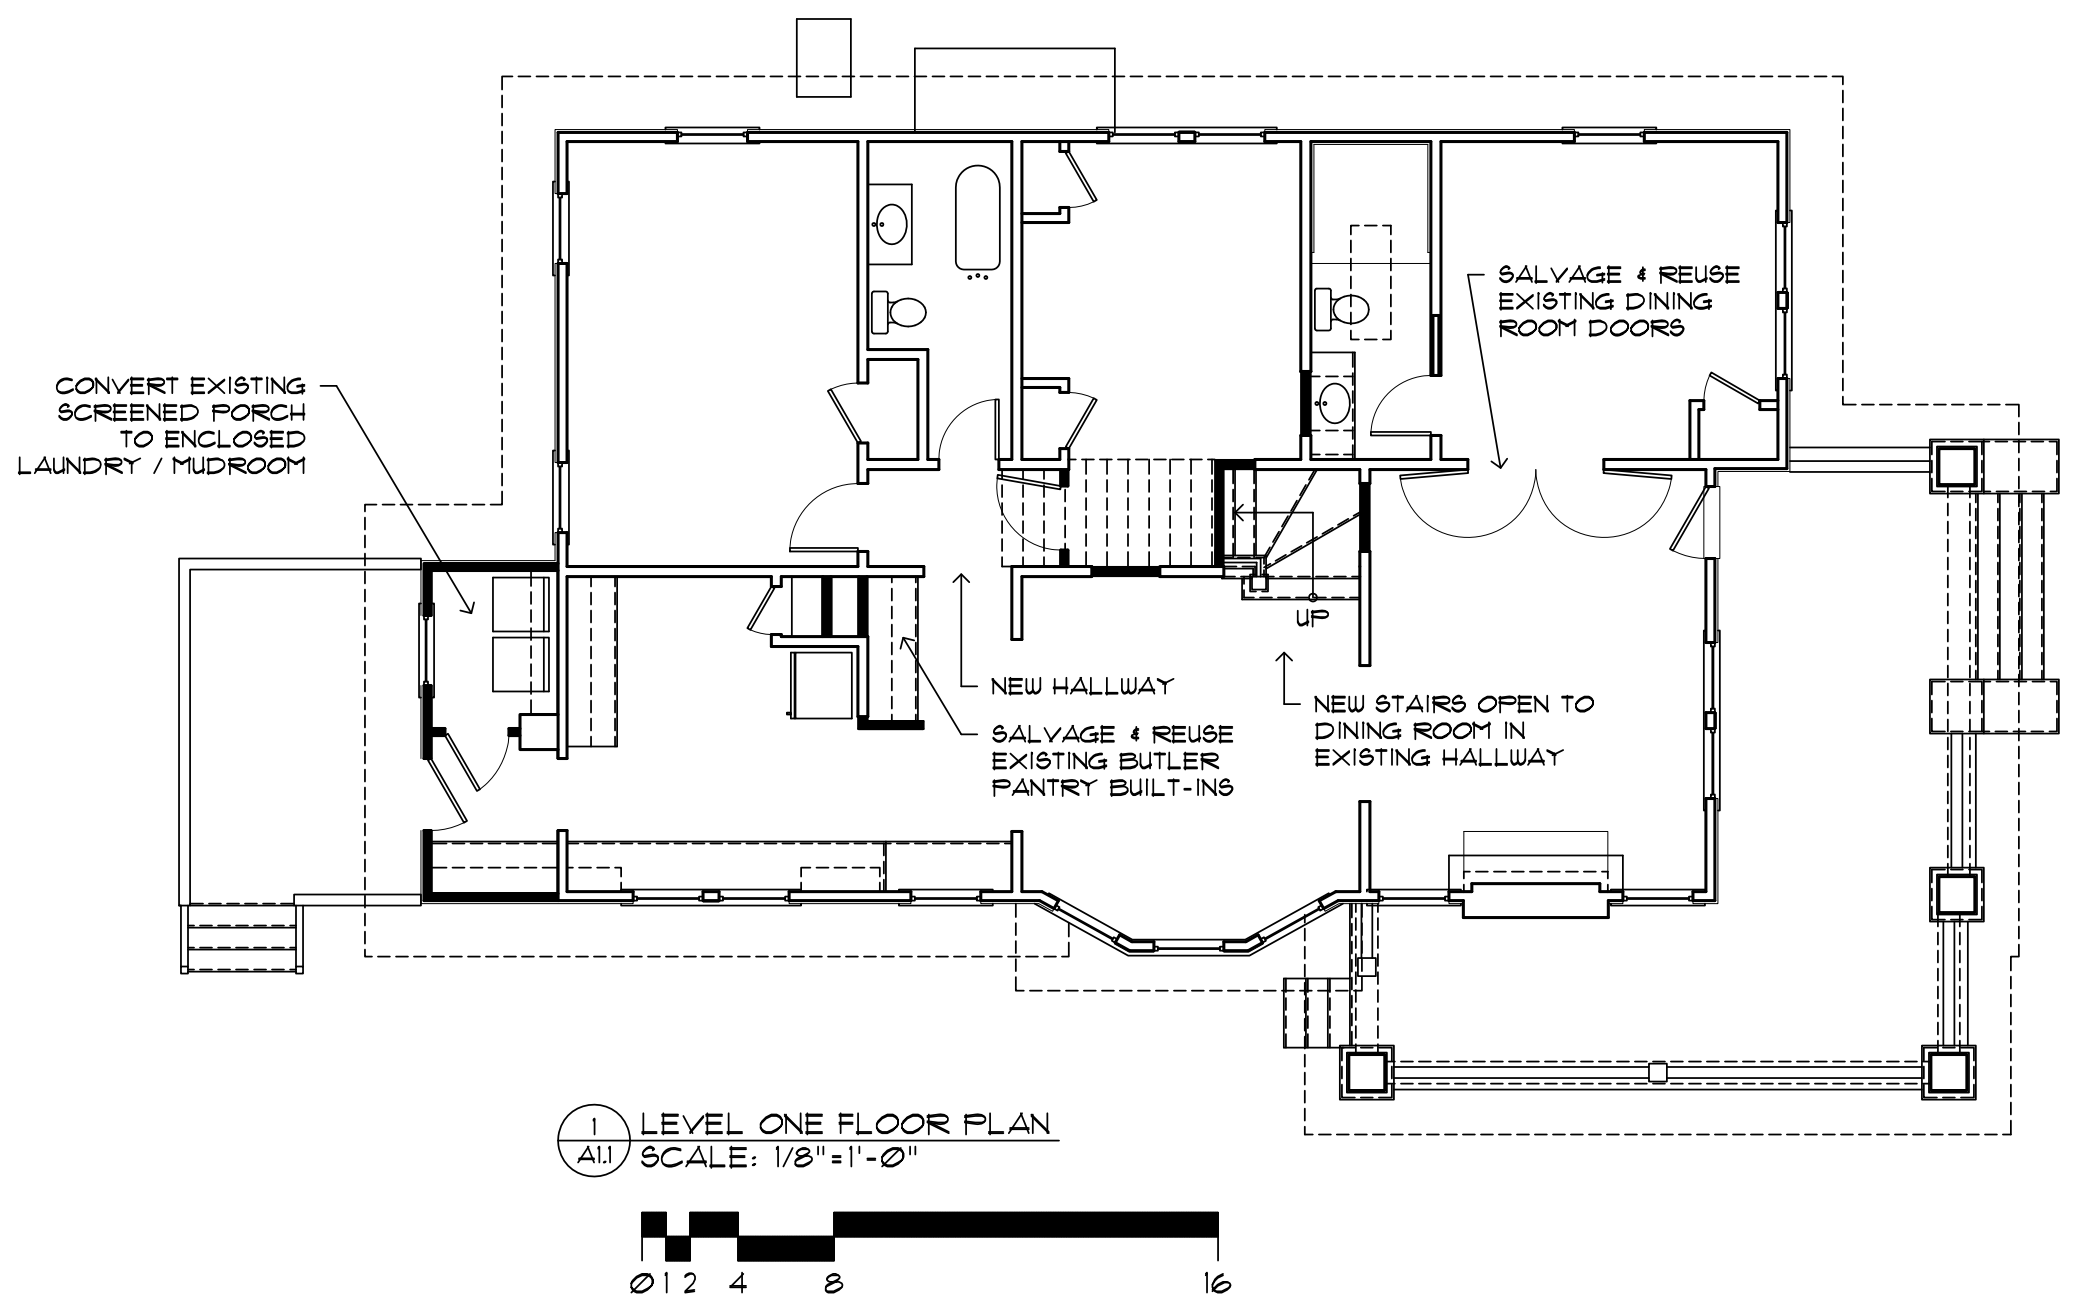 SALVAGE & REUSE
EXISTING DINING
ROOM DOORS
CONVERT EXISTING
SCREENED PORCH
TO ENCLOSED
LAUNDRY / MUDROOM
UP
NEW HALLWAY
NEW STAIRS OPEN TO
DINING ROOM IN
EXISTING HALLWAY
SALVAGE & REUSE
EXISTING BUTLER
PANTRY BUILT-INS
1
A1.1
LEVEL ONE FLOOR PLAN
SCALE: 1/8"=1'-Ø"
Ø 1 2 4 8 16